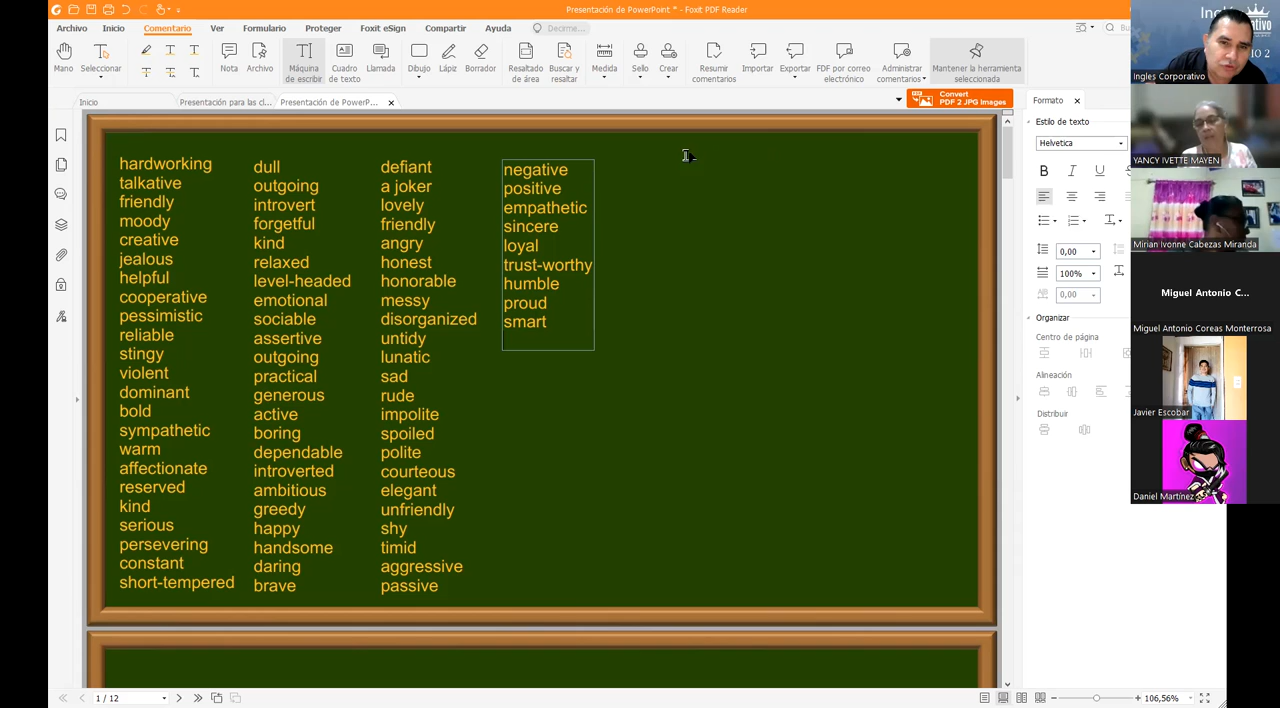 Presentación de PowerPoint * - Foxit PDF Reader
Archivo
Inicio
Comentario
Ver
Formulario
Proteger
Foxit eSign
Compartir
Ayuda
Decirme...
Mano
Seleccionar
Nota
Archivo
Máquina de escribir
Cuadro de texto
Llamada
Dibujo
Lápiz
Borrador
Resaltado de área
Buscar y resaltar
Medida
Sello
Crear
Resumir comentarios
Importar
Exportar
FDF por correo electrónico
Administrar comentarios
Mantener la herramienta seleccionada
Inicio
Presentación para las cl...
Presentación de PowerP...
Convert
PDF 2 JPG Images
hardworking
talkative
friendly
moody
creative
jealous
helpful
cooperative
pessimistic
reliable
stingy
violent
dominant
bold
sympathetic
warm
affectionate
reserved
kind
serious
persevering
constant
short-tempered
dull
outgoing
introvert
forgetful
kind
relaxed
level-headed
emotional
sociable
assertive
outgoing
practical
generous
active
boring
dependable
introverted
ambitious
greedy
happy
handsome
daring
brave
defiant
a joker
lovely
friendly
angry
honest
honorable
messy
disorganized
untidy
lunatic
sad
rude
impolite
spoiled
polite
courteous
elegant
unfriendly
shy
timid
aggressive
passive
negative
positive
empathetic
sincere
loyal
trust-worthy
humble
proud
smart
Formato
Estilo de texto
Helvetica
0,00
100%
0,00
Organizar
Centro de página
Alineación
Distribuir
Ingles Corporativo
YANCY IVETTE MAYEN
Mirian Ivonne Cabezas Miranda
Miguel Antonio C...
Miguel Antonio Coreas Monterrosa
Javier Escobar
Daniel Martínez
1 / 12
106,56%